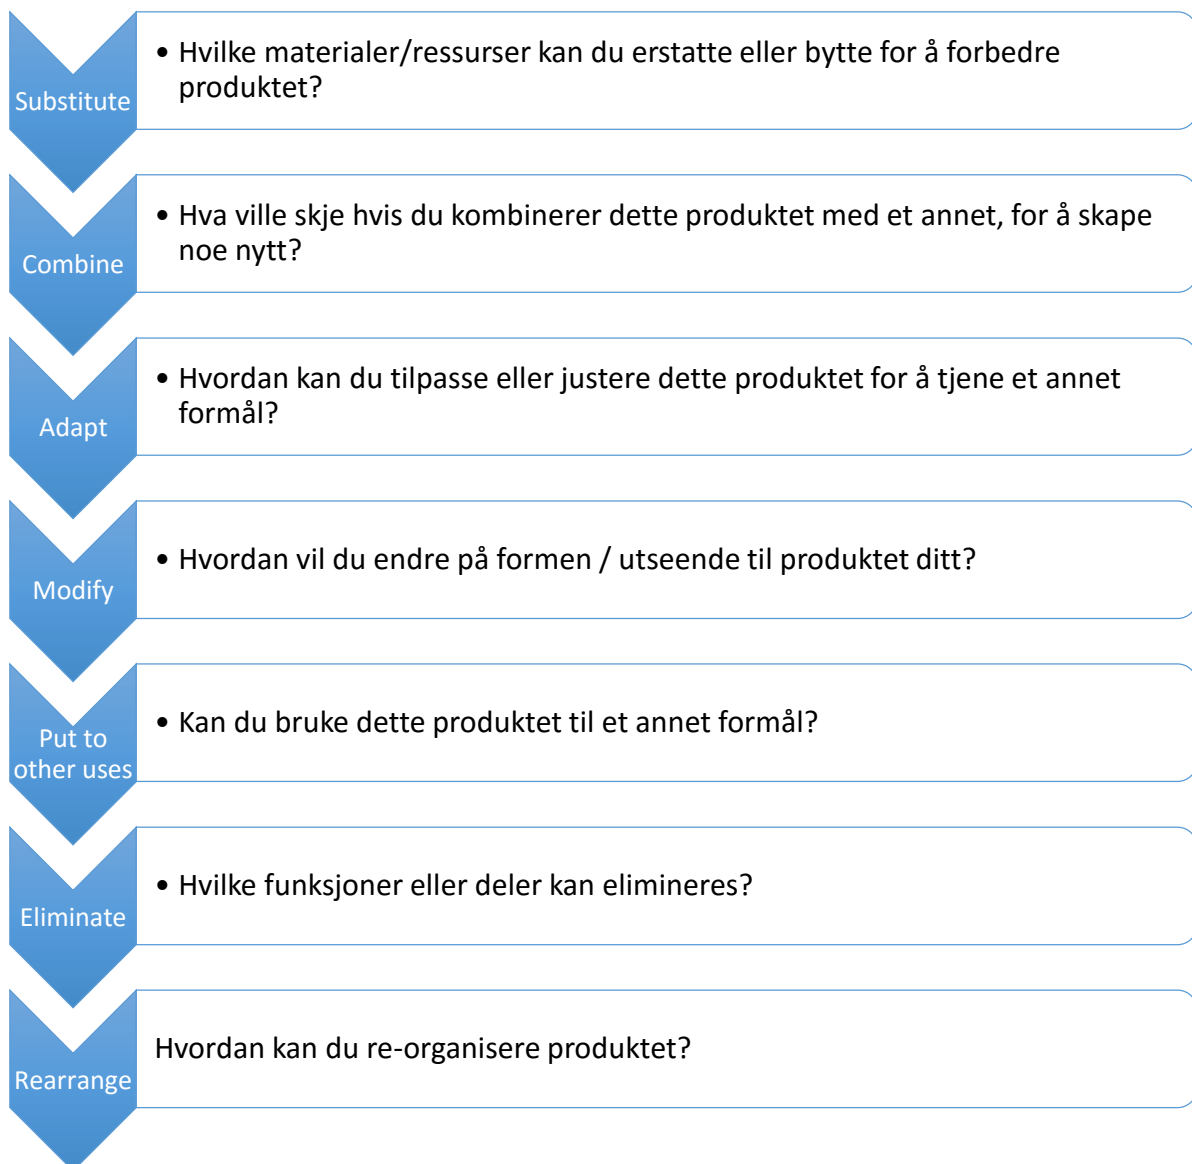 Substitute
• Hvilke materialer/ressurser kan du erstatte eller bytte for å forbedre
produktet?
Combine
• Hva ville skje hvis du kombinerer dette produktet med et annet, for å skape
noe nytt?
Adapt
• Hvordan kan du tilpasse eller justere dette produktet for å tjene et annet
formål?
Modify
• Hvordan vil du endre på formen / utseende til produktet ditt?
Put to
other uses
• Kan du bruke dette produktet til et annet formål?
Eliminate
• Hvilke funksjoner eller deler kan elimineres?
Rearrange
Hvordan kan du re-organisere produktet?